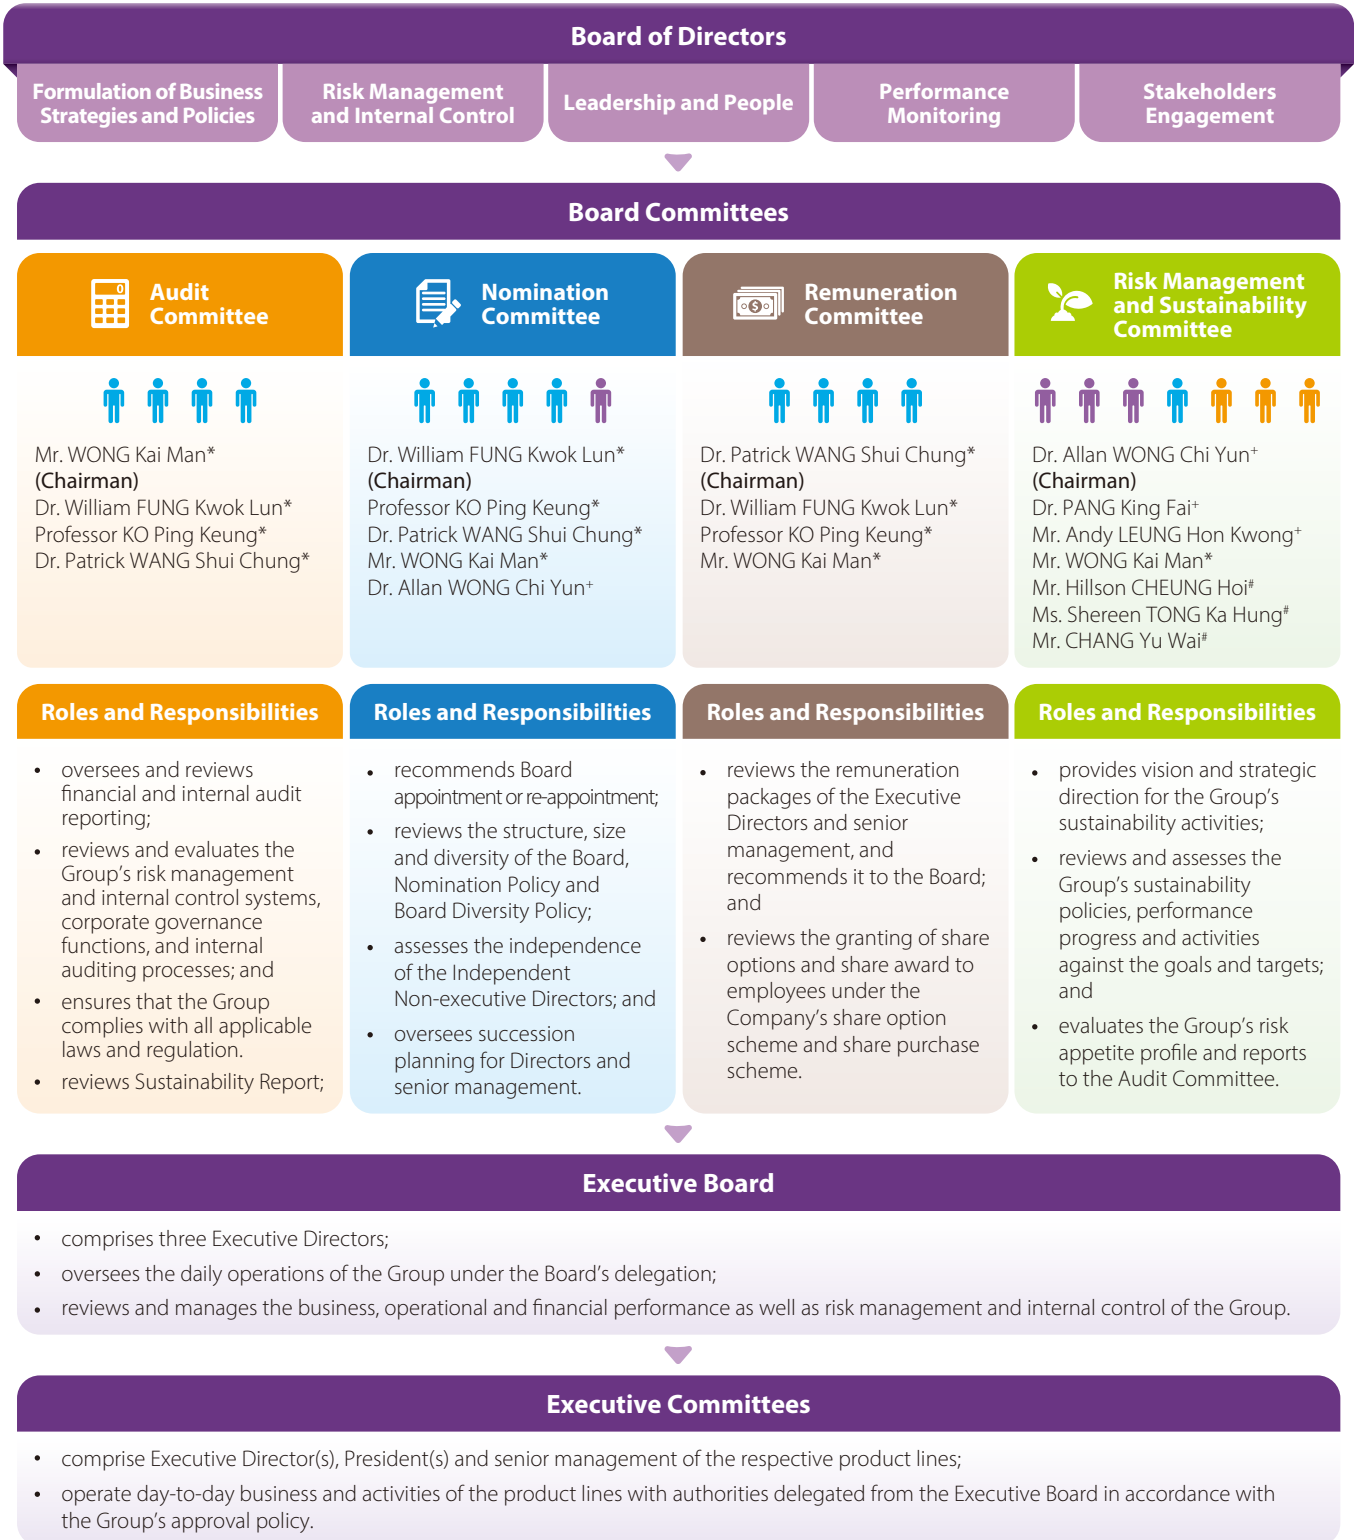 Board of Directors
Formulation of Business
Strategies and Policies
Risk Management
and Internal Control
Leadership and People
Performance
Monitoring
Stakeholders
Engagement
Board Committees
0
Audit
Committee
Mr. WONG Kai Man*
(Chairman)
Dr. William FUNG Kwok Lun*
Professor KO Ping Keung*
Dr. Patrick WANG Shui Chung*
Roles and Responsibilities
• oversees and reviews
financial and internal audit
reporting;
• reviews and evaluates the
Group's risk management
and internal control systems,
corporate governance
functions, and internal
auditing processes; and
• ensures that the Group
complies with all applicable
laws and regulation.
• reviews Sustainability Report;
Nomination
Committee
Dr. William FUNG Kwok Lun*
(Chairman)
Professor KO Ping Keung*
Dr. Patrick WANG Shui Chung*
Mr. WONG Kai Man*
Dr. Allan WONG Chi Yun+
Roles and Responsibilities
• recommends Board
appointment or re-appointment;
• reviews the structure, size
and diversity of the Board,
Nomination Policy and
Board Diversity Policy;
• assesses the independence
of the Independent
Non-executive Directors; and
• oversees succession
planning for Directors and
senior management.
$
Remuneration
Committee
Dr. Patrick WANG Shui Chung*
(Chairman)
Dr. William FUNG Kwok Lun*
Professor KO Ping Keung*
Mr. WONG Kai Man*
Roles and Responsibilities
• reviews the remuneration
packages of the Executive
Directors and senior
management, and
recommends it to the Board;
and
• reviews the granting of share
options and share award to
employees under the
Company's share option
scheme and share purchase
scheme.
Risk Management
and Sustainability
Committee
Dr. Allan WONG Chi Yun+
(Chairman)
Dr. PANG King Fai+
Mr. Andy LEUNG Hon Kwong+
Mr. WONG Kai Man*
Mr. Hillson CHEUNG Hoi#
Ms. Shereen TONG Ka Hung#
Mr. CHANG Yu Wai#
Roles and Responsibilities
• provides vision and strategic
direction for the Group's
sustainability activities;
• reviews and assesses the
Group's sustainability
policies, performance
progress and activities
against the goals and targets;
and
• evaluates the Group's risk
appetite profile and reports
to the Audit Committee.
Executive Board
• comprises three Executive Directors;
• oversees the daily operations of the Group under the Board's delegation;
• reviews and manages the business, operational and financial performance as well as risk management and internal control of the Group.
Executive Committees
• comprise Executive Director(s), President(s) and senior management of the respective product lines;
• operate day-to-day business and activities of the product lines with authorities delegated from the Executive Board in accordance with
the Group's approval policy.